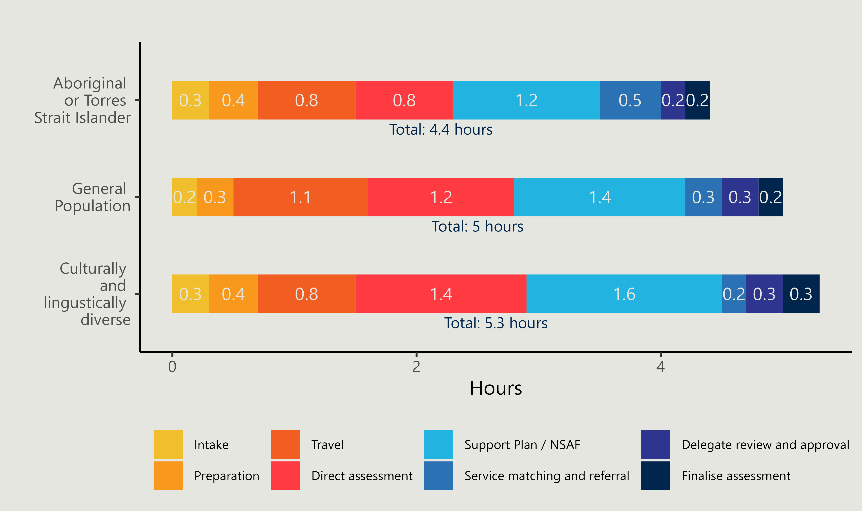 Aboriginal
or Torres
Strait Islander
0.3 0.4 0.8 0.8 1.2 0.5 0.2 0.2
Total: 4.4 hours
General
Population
0.2 0.3 1.1 1.2 1.4 0.3 0.3 0.2
Total: 5 hours
Culturally
and
lingustically
diverse
0.3 0.4 0.8 1.4 1.6 0.2 0.3 0.3
Total: 5.3 hours
0 2 4
Hours
Intake Travel Support Plan / NSAF Delegate review and approval
Preparation Direct assessment Service matching and referral Finalise assessment